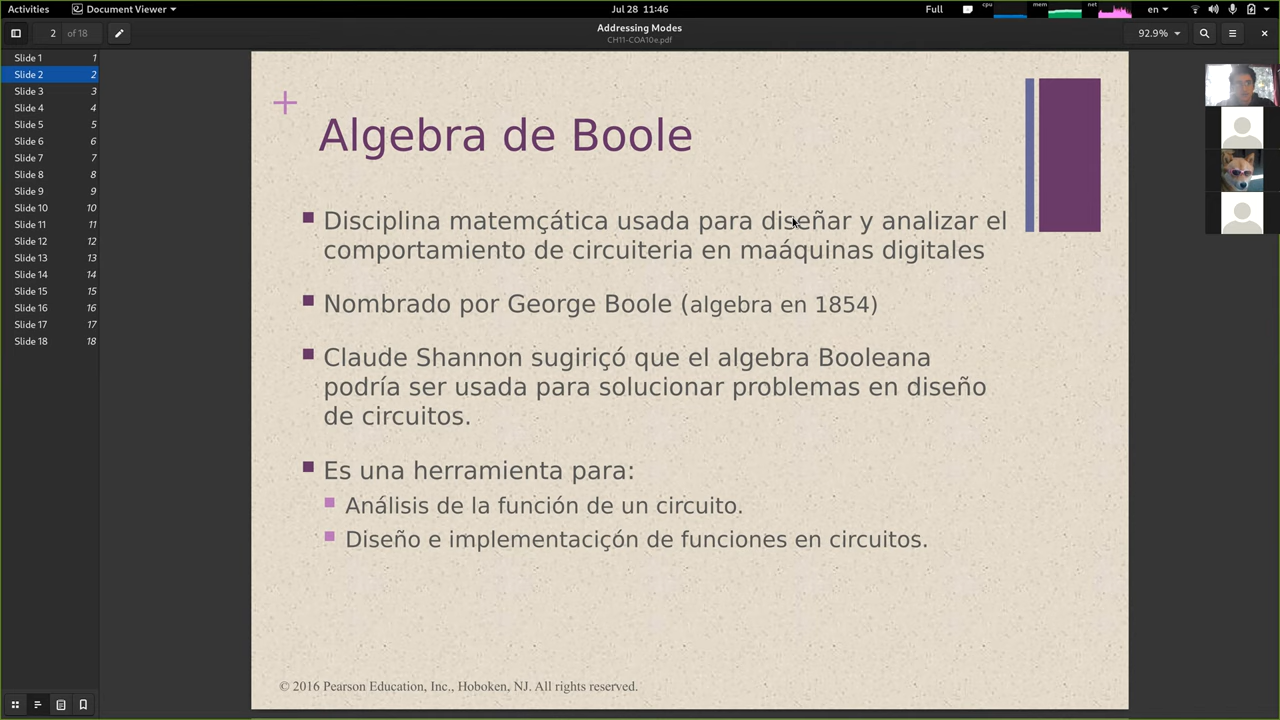 Activities Document Viewer Jul 28 11:46 Full cpu mem net en
2 of 18 Addressing Modes 92.9%
CH11-COA10e.pdf
Slide 1 1
Slide 2 2
Slide 3 3
Slide 4 4
Slide 5 5
Slide 6 6
Slide 7 7
Slide 8 8
Slide 9 9
Slide 10 10
Slide 11 11
Slide 12 12
Slide 13 13
Slide 14 14
Slide 15 15
Slide 16 16
Slide 17 17
Slide 18 18
+
Algebra de Boole
Disciplina matemçática usada para diseñar y analizar el
comportamiento de circuiteria en maáquinas digitales
Nombrado por George Boole (algebra en 1854)
Claude Shannon sugiriçó que el algebra Booleana
podría ser usada para solucionar problemas en diseño
de circuitos.
Es una herramienta para:
Análisis de la función de un circuito.
Diseño e implementaciçón de funciones en circuitos.
© 2016 Pearson Education, Inc., Hoboken, NJ. All rights reserved.